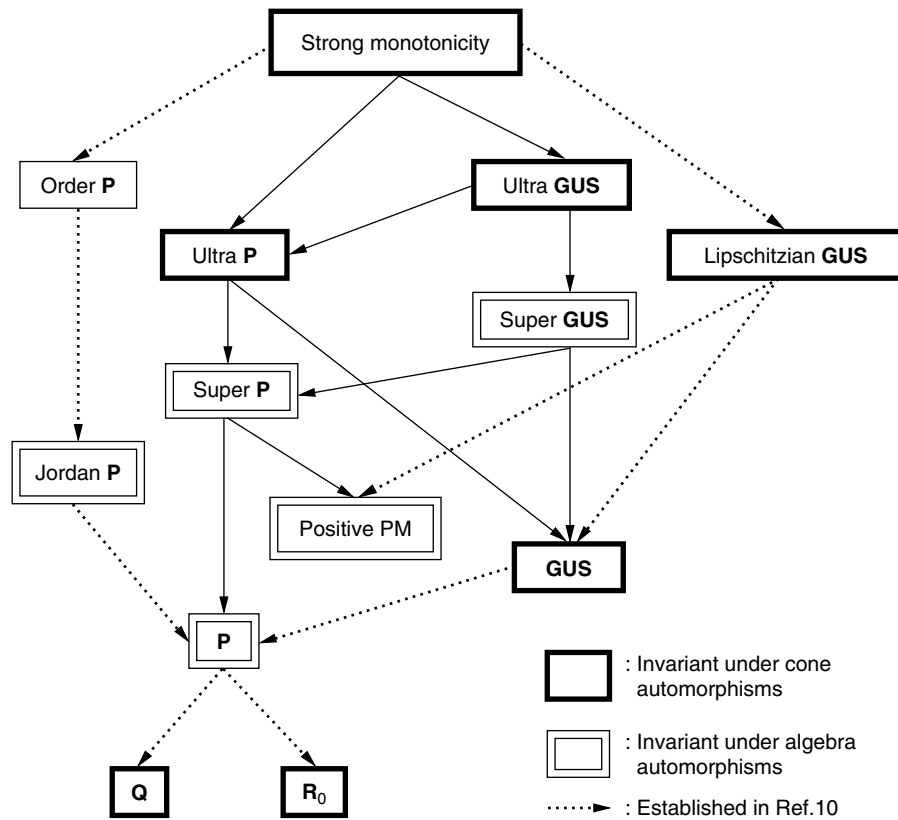 Strong monotonicity
Order P
Ultra GUS
Ultra P
Lipschitzian GUS
Super GUS
Super P
Jordan P
Positive PM
GUS
P
: Invariant under cone
automorphisms
: Invariant under algebra
automorphisms
Q
R₀
: Established in Ref.10